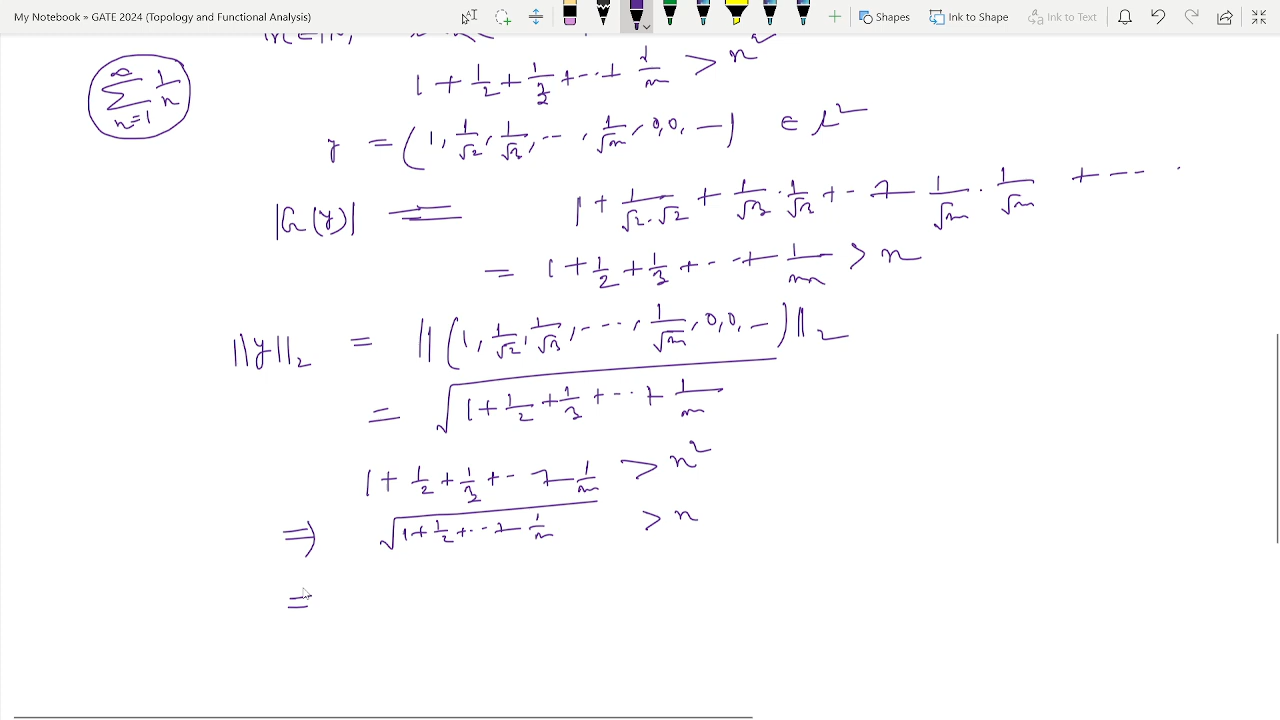 My Notebook » GATE 2024 (Topology and Functional Analysis)
Shapes Ink to Shape Ink to Text
∑_{n=1}^{∞} 1/n
1 + 1/2 + 1/3 + --- + 1/m > n²
y = (1, 1/√2, 1/√3, --- , 1/√m, 0, 0, —) ∈ l²
|G(y)| = 1 + 1/√2·√2 + 1/√3 · 1/√3 + - + 1/√m · 1/√m + ---
= 1 + 1/2 + 1/3 + - - + 1/m > n
||y||₂ = ||(1, 1/√2, 1/√3, ----, 1/√m, 0, 0, —)||₂
= √(1 + 1/2 + 1/3 + -- + 1/m)
1 + 1/2 + 1/3 + - + 1/m > n²
⇒ √(1 + 1/2 + -- + 1/m) > n
=